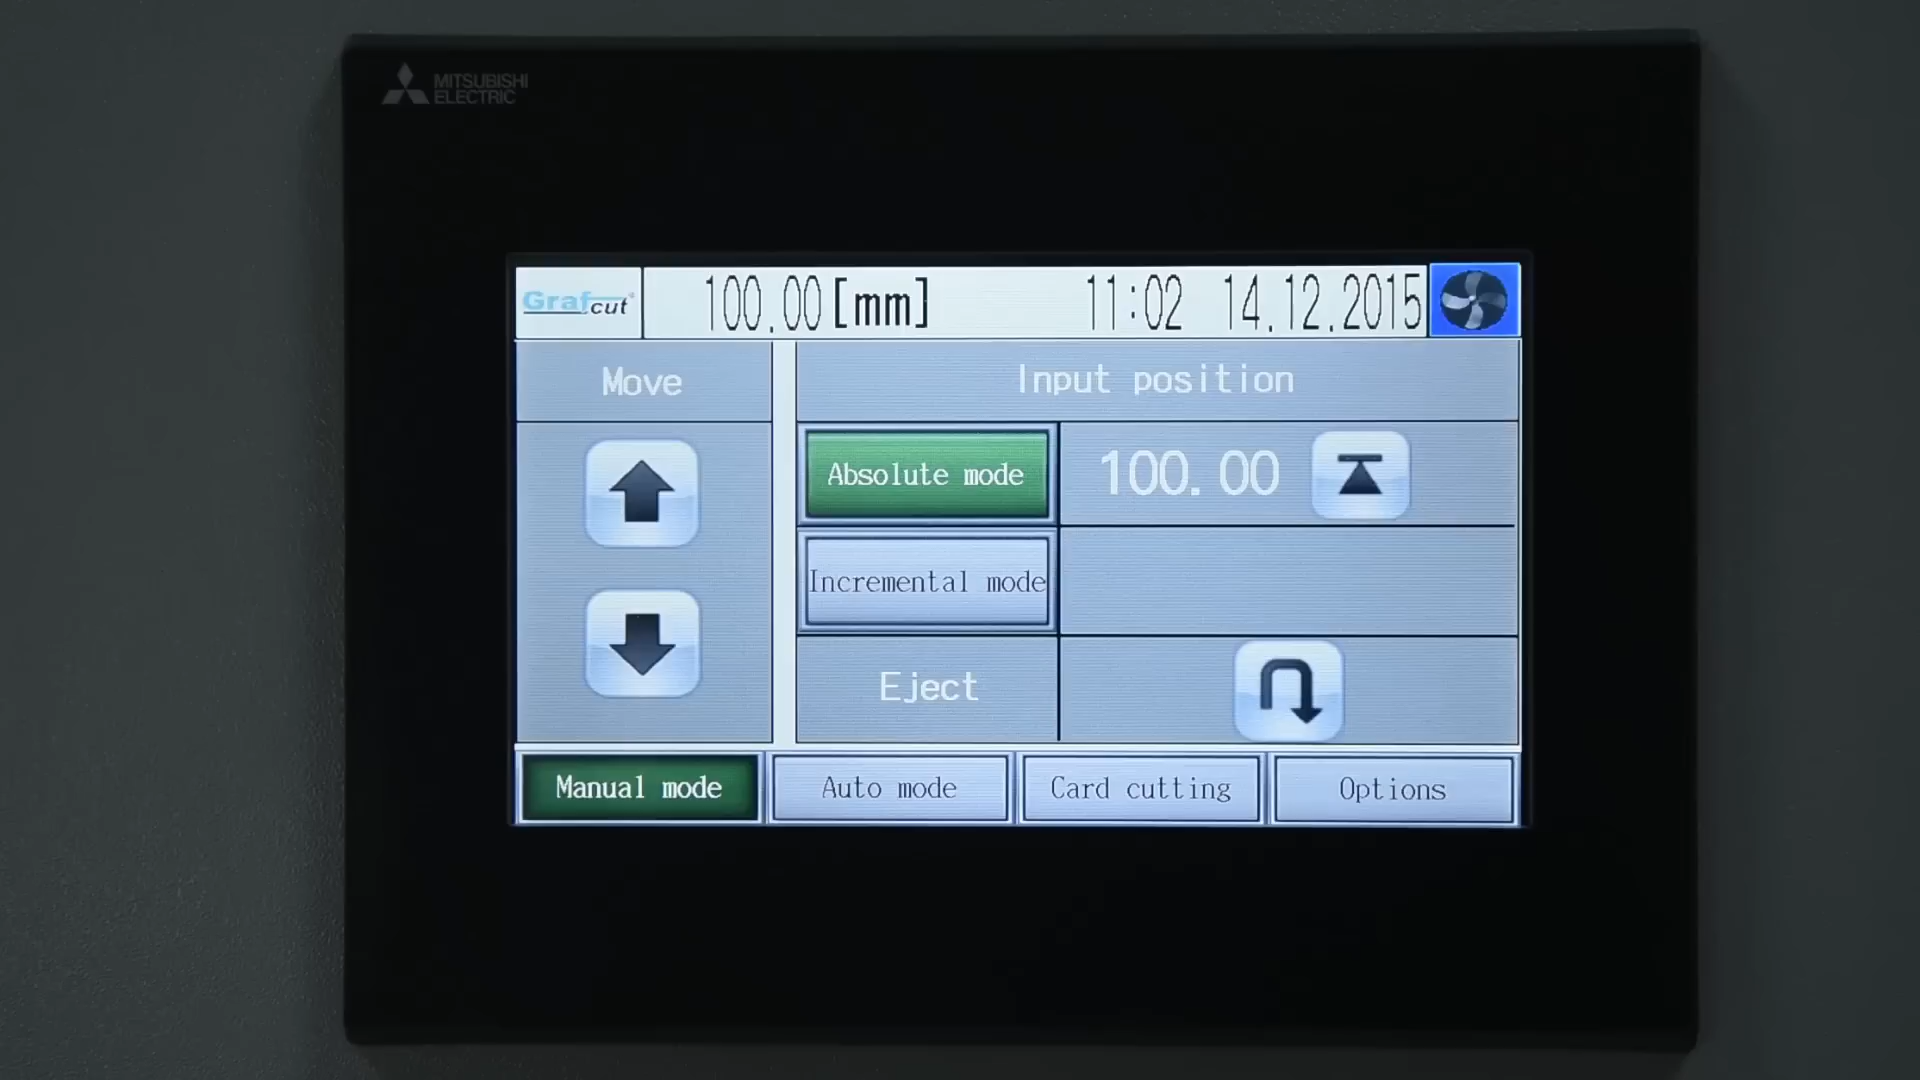 MITSUBISHI
ELECTRIC
Grafcut 100.00 [mm] 11:02 14.12.2015
Move
Input position
Absolute mode 100.00
Incremental mode
Eject
Manual mode Auto mode Card cutting Options